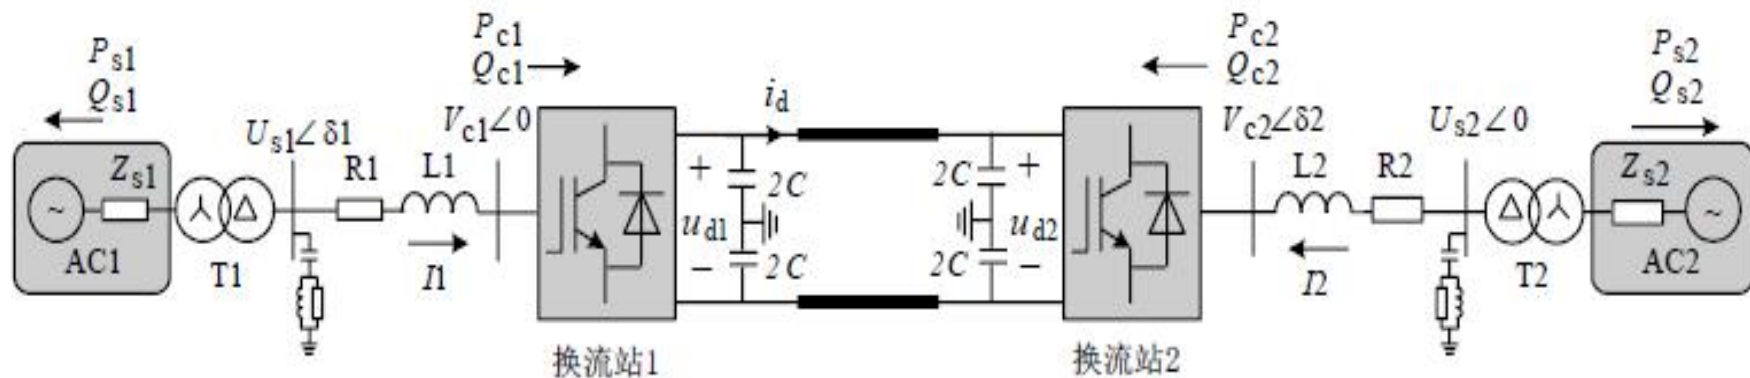 P_s1
Q_s1
P_c1
Q_c1
P_c2
Q_c2
P_s2
Q_s2
i_d
U_s1∠δ1
V_c1∠0
V_c2∠δ2
U_s2∠0
Z_s1
R1
L1
L2
R2
Z_s2
~
+
2C
2C
+
~
u_d1
u_d2
AC1
T1
I1
−
2C
2C
−
I2
T2
AC2
换流站1
换流站2